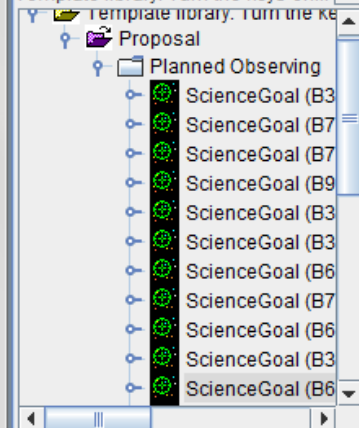 Template library. Turn the ke
Proposal
Planned Observing
ScienceGoal (B3
ScienceGoal (B7
ScienceGoal (B7
ScienceGoal (B9
ScienceGoal (B3
ScienceGoal (B3
ScienceGoal (B6
ScienceGoal (B7
ScienceGoal (B6
ScienceGoal (B3
ScienceGoal (B6